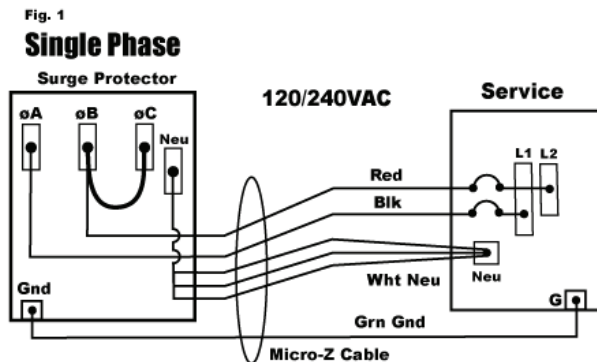 Fig. 1
Single Phase
Surge Protector
øA øB øC
Neu
Gnd
120/240VAC
Service
L1 L2
Red
Blk
Wht Neu
Neu
G
Grn Gnd
Micro-Z Cable